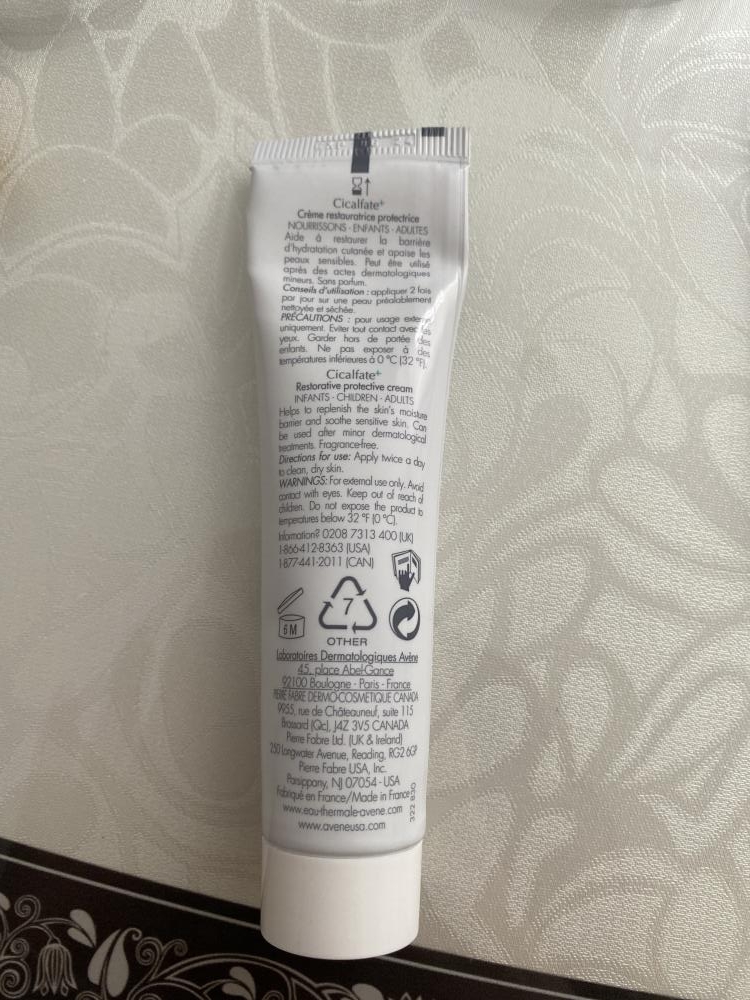 Cicalfate+
Crème restauratrice protectrice
NOURRISSONS - ENFANTS - ADULTES
Aide à restaurer la barrière
d'hydratation cutanée et apaise les
peaux sensibles. Peut être utilisé
après des actes dermatologiques
mineurs. Sans parfum.
Conseils d'utilisation : appliquer 2 fois
par jour sur une peau préalablement
nettoyée et séchée.
PRÉCAUTIONS : pour usage externe
uniquement. Eviter tout contact avec les
yeux. Garder hors de portée des
enfants. Ne pas exposer à des
températures inférieures à 0 °C (32 °F).
Cicalfate+
Restorative protective cream
INFANTS - CHILDREN - ADULTS
Helps to replenish the skin's moisture
barrier and soothe sensitive skin. Can
be used after minor dermatological
treatments. Fragrance-free.
Directions for use: Apply twice a day
to clean, dry skin.
WARNINGS: For external use only. Avoid
contact with eyes. Keep out of reach of
children. Do not expose the product to
temperatures below 32 °F (0 °C).
Information? 0208 7313 400 (UK)
1-866-412-8363 (USA)
1-877-441-2011 (CAN)
7
6M
OTHER
Laboratoires Dermatologiques Avène
45, place Abel-Gance
92100 Boulogne - Paris - France
PIERRE FABRE DERMO-COSMÉTIQUE CANADA
9955, rue de Châteauneuf, suite 115
Brossard (Qc), J4Z 3V5 CANADA
Pierre Fabre Ltd. (UK & Ireland)
250 Longwater Avenue, Reading, RG2 6GP
Pierre Fabre USA, Inc.
Parsippany, NJ 07054 - USA
Fabriqué en France/Made in France
www.eau-thermale-avene.com
www.aveneusa.com
322 830